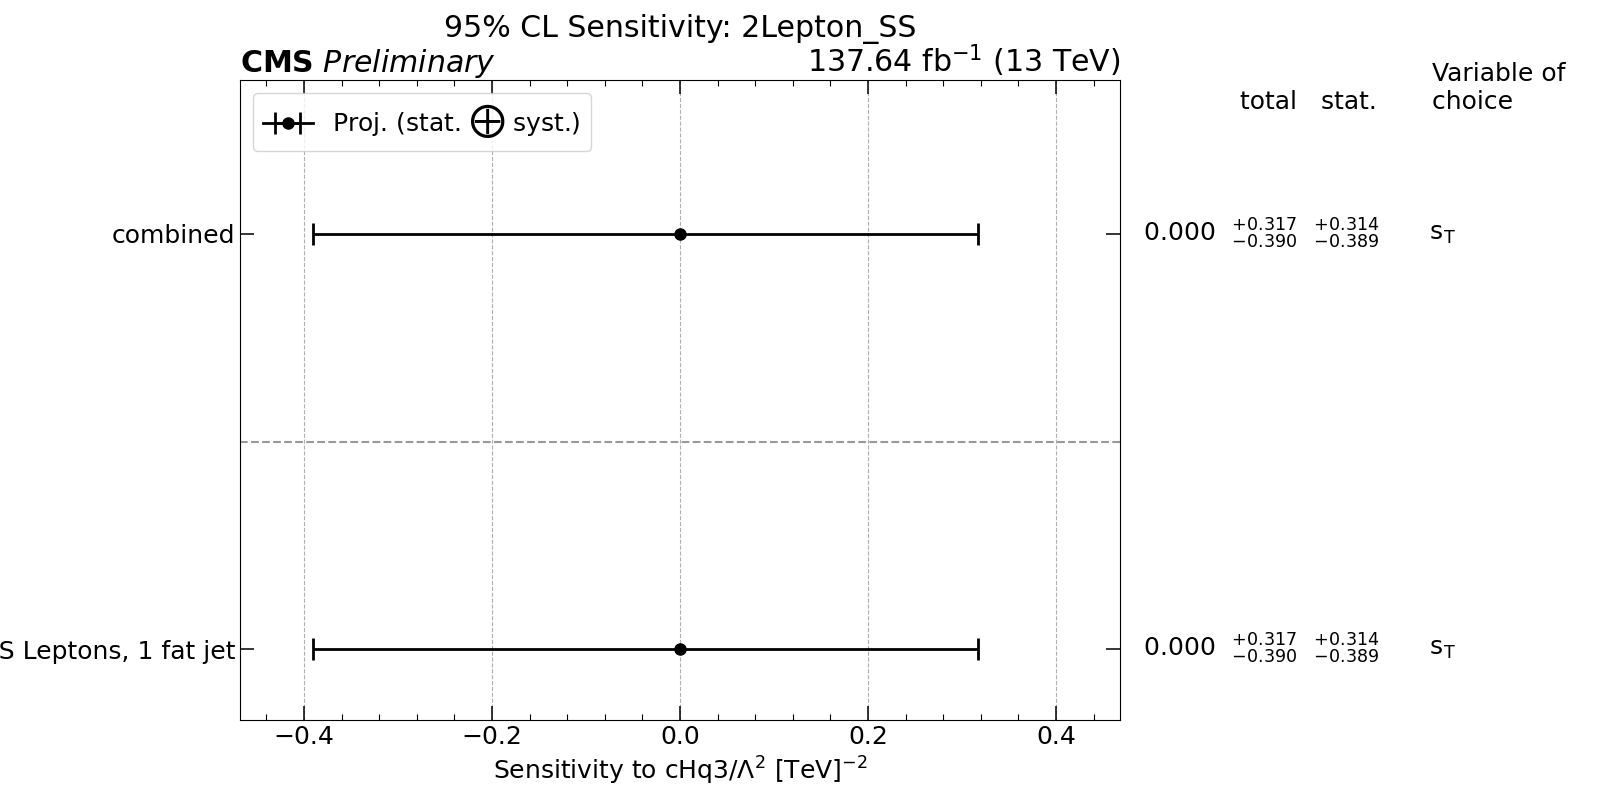 95% CL Sensitivity: 2Lepton_SS
CMS Preliminary 137.64 fb⁻¹ (13 TeV)
total stat. Variable of choice
Proj. (stat. ⊕ syst.)
combined 0.000 +0.317 −0.390 +0.314 −0.389 s_T
S Leptons, 1 fat jet 0.000 +0.317 −0.390 +0.314 −0.389 s_T
−0.4 −0.2 0.0 0.2 0.4
Sensitivity to cHq3/Λ² [TeV]⁻²